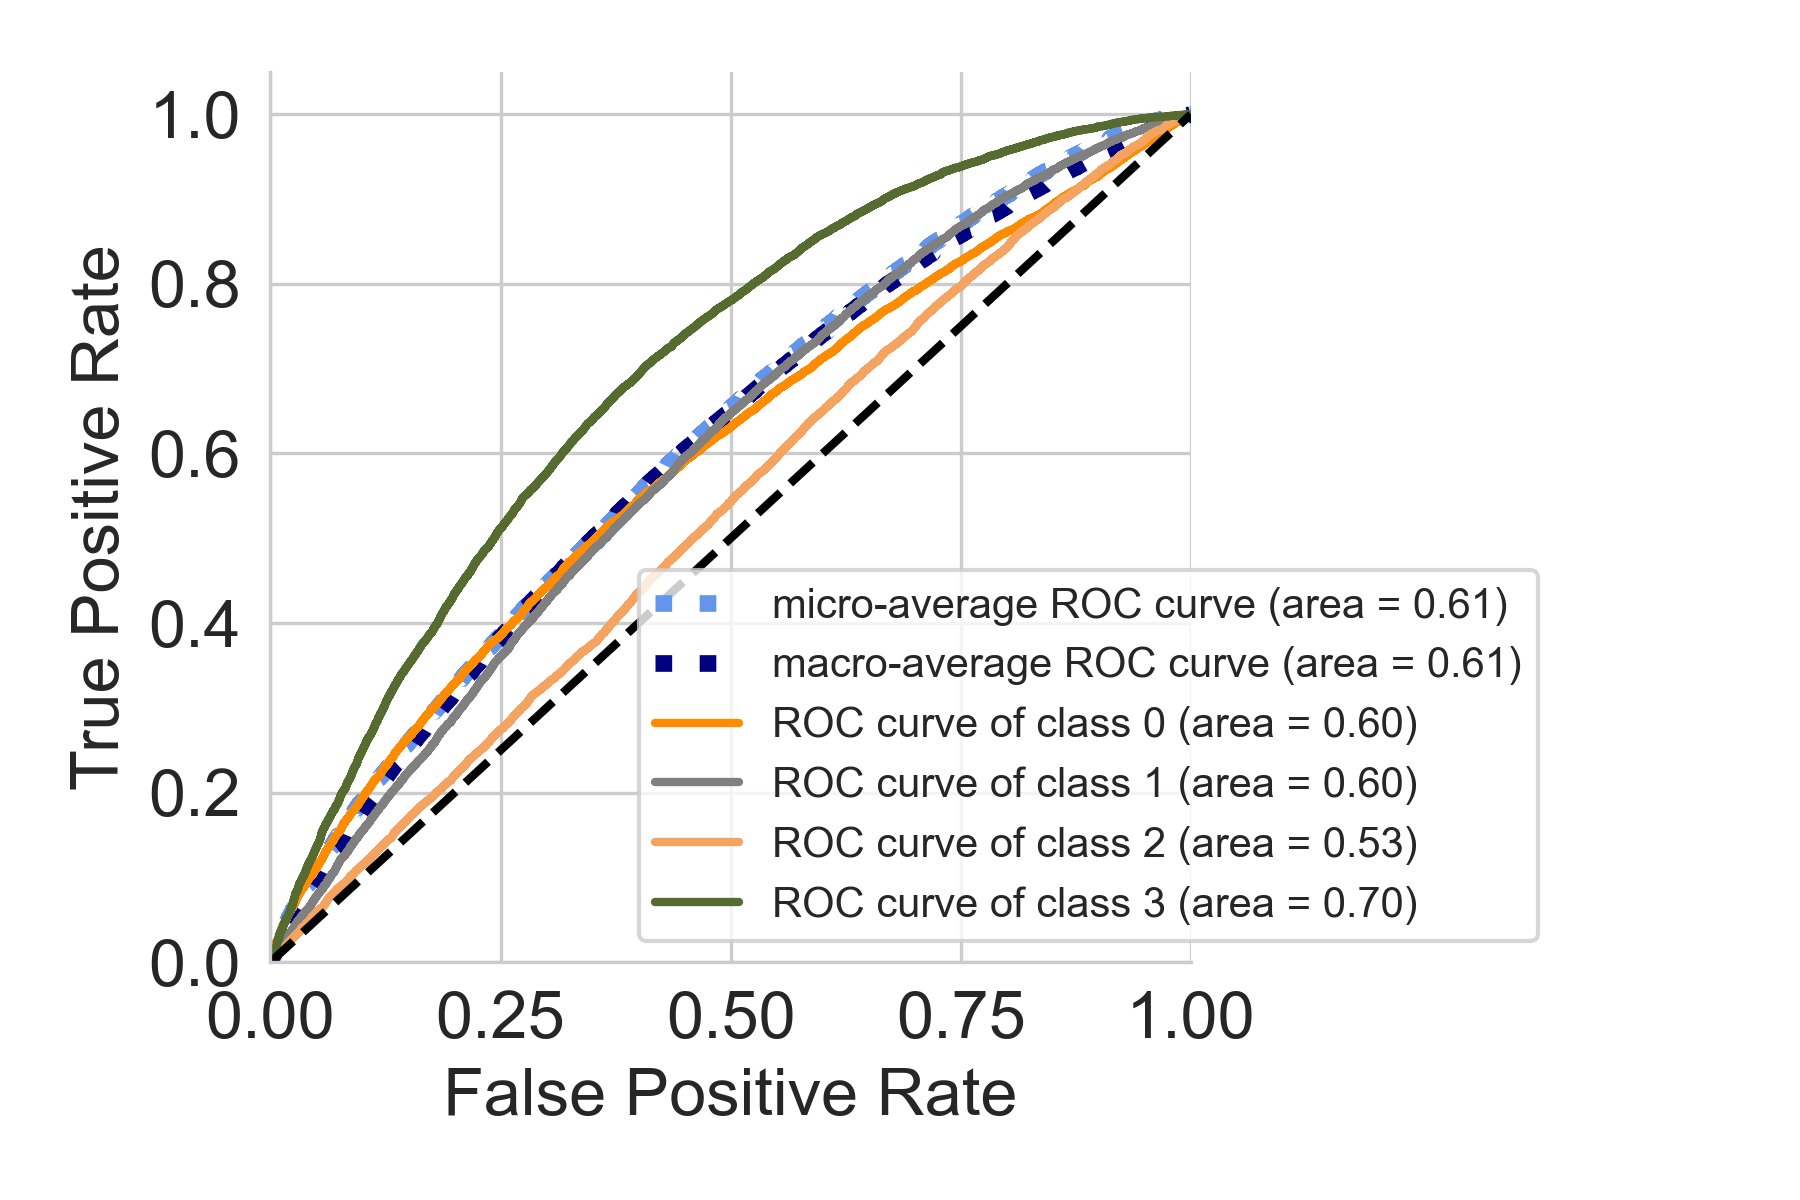 True Positive Rate
1.0
0.8
0.6
0.4
0.2
0.0
0.00 0.25 0.50 0.75 1.00
False Positive Rate
micro-average ROC curve (area = 0.61)
macro-average ROC curve (area = 0.61)
ROC curve of class 0 (area = 0.60)
ROC curve of class 1 (area = 0.60)
ROC curve of class 2 (area = 0.53)
ROC curve of class 3 (area = 0.70)